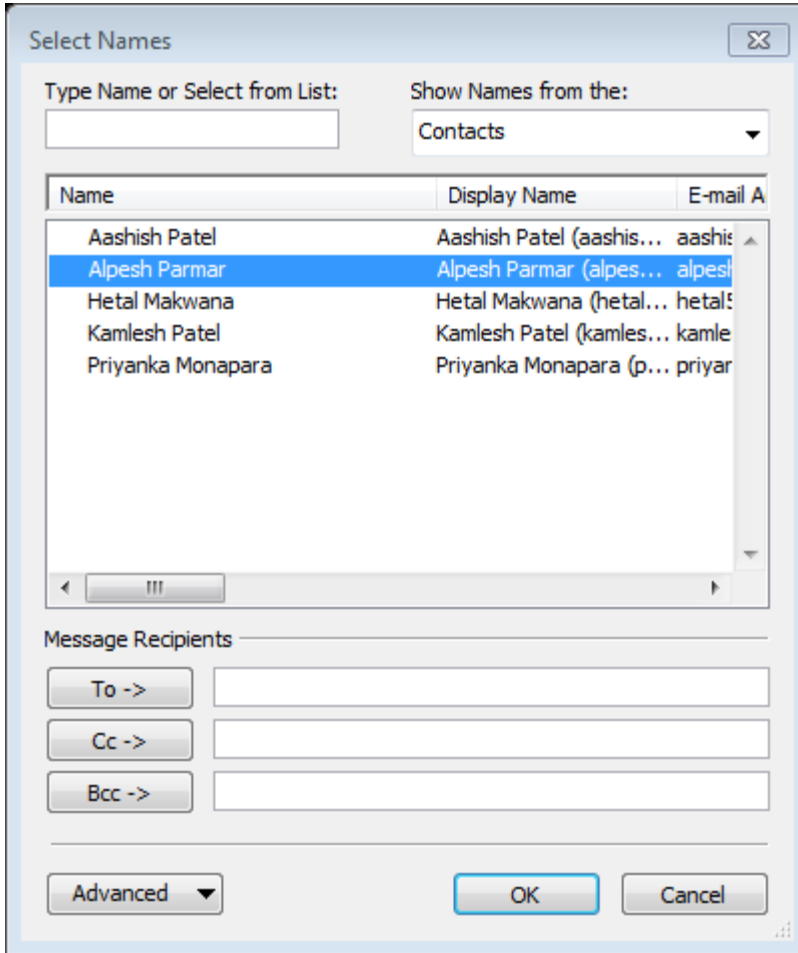 Select Names
Type Name or Select from List: Show Names from the:
Contacts
Name Display Name E-mail A
Aashish Patel Aashish Patel (aashis... aashis
Alpesh Parmar Alpesh Parmar (alpes... alpesh
Hetal Makwana Hetal Makwana (hetal... hetal5
Kamlesh Patel Kamlesh Patel (kamles... kamle
Priyanka Monapara Priyanka Monapara (p... priyar
Message Recipients
To ->
Cc ->
Bcc ->
Advanced OK Cancel